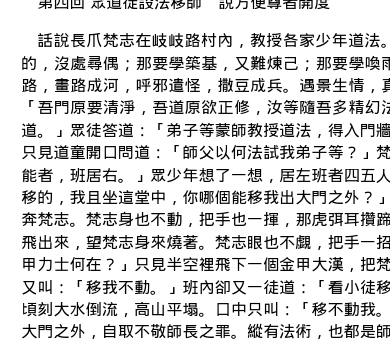 第四回 眾道徒設法移師　說方便尊者開度
話說長爪梵志在岐岐路村內，教授各家少年道法。
的，沒處尋偶；那要學築基，又難煉己；那要學喚雨
路，畫路成河，呼邪遣怪，撒豆成兵。遇景生情，真
「吾門原要清淨，吾道原欲正修，汝等隨吾多精幻法
道。」眾徒答道：「弟子等蒙師教授道法，得入門牆
只見道童開口問道：「師父以何法試我弟子等？」梵
能者，班居右。」眾少年想了一想，居左班者四五人
移的，我且坐這堂中，你哪個能移我出大門之外？」
奔梵志。梵志身也不動，把手也一揮，那虎弭耳攢蹄
飛出來，望梵志身來燒著。梵志眼也不觑，把手一招
甲力士何在？」只見半空裡飛下一個金甲大漢，把梵
又叫：「移我不動。」班內卻又一徒道：「看小徒移
頃刻大水倒流，高山平塌。口中只叫：「移不動我。
大門之外，自取不敬師長之罪。縱有法術，也都是師